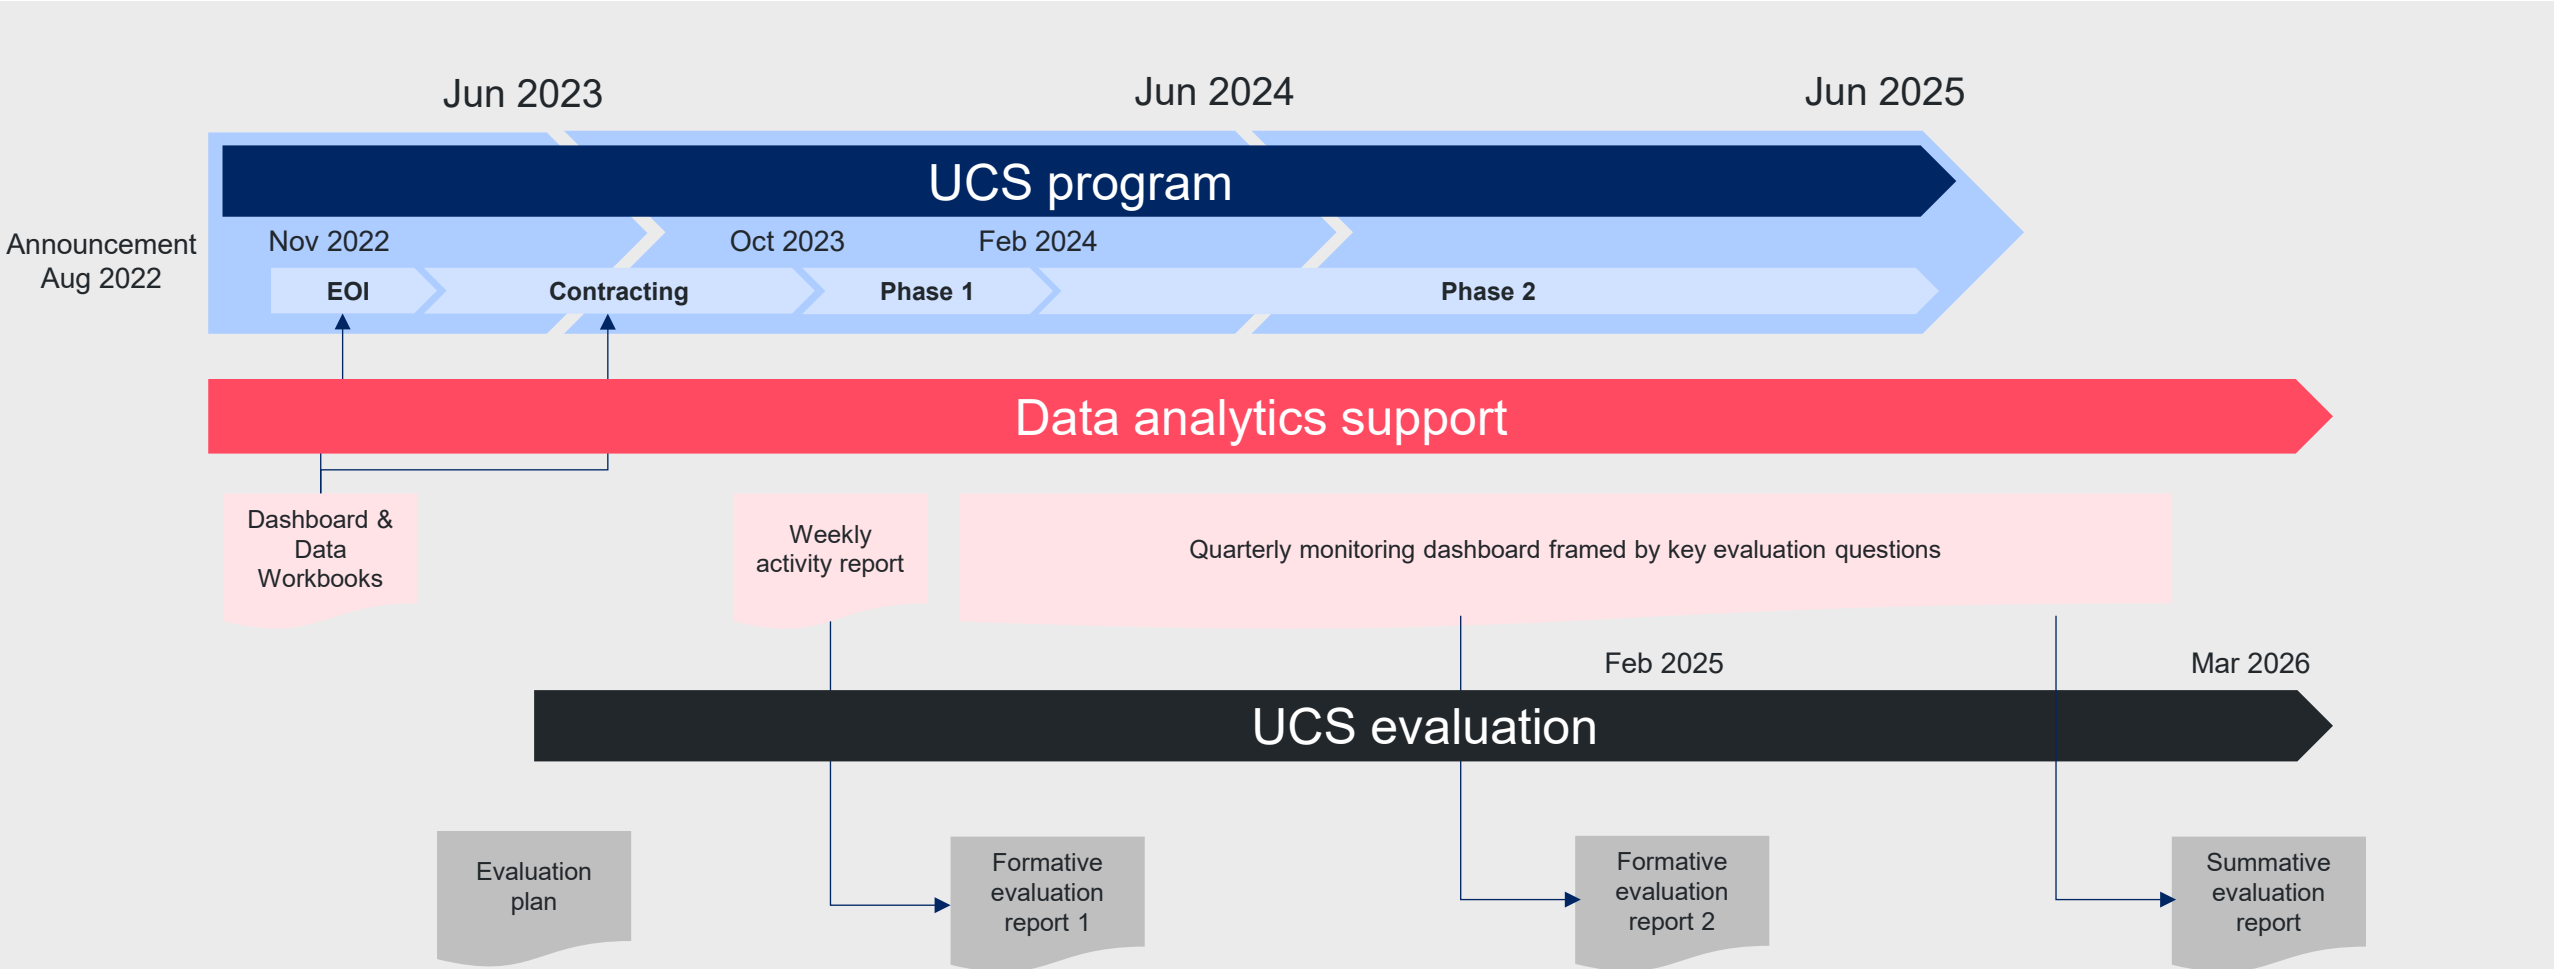 Jun 2023
Jun 2024
Jun 2025
UCS program
Announcement
Aug 2022
Nov 2022
Oct 2023
Feb 2024
EOI
Contracting
Phase 1
Phase 2
Data analytics support
Dashboard &
Data
Workbooks
Weekly
activity report
Quarterly monitoring dashboard framed by key evaluation questions
Feb 2025
Mar 2026
UCS evaluation
Evaluation
plan
Formative
evaluation
report 1
Formative
evaluation
report 2
Summative
evaluation
report